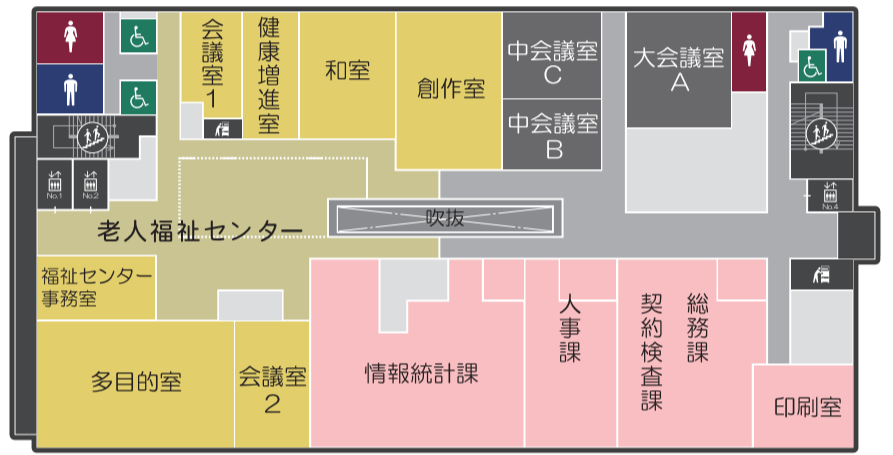 会議室1
健康増進室
和室
創作室
中会議室
C
中会議室
B
大会議室
A
No.1
No.2
No.4
吹抜
老人福祉センター
福祉センター
事務室
多目的室
会議室
2
情報統計課
人事課
契約検査課
総務課
印刷室